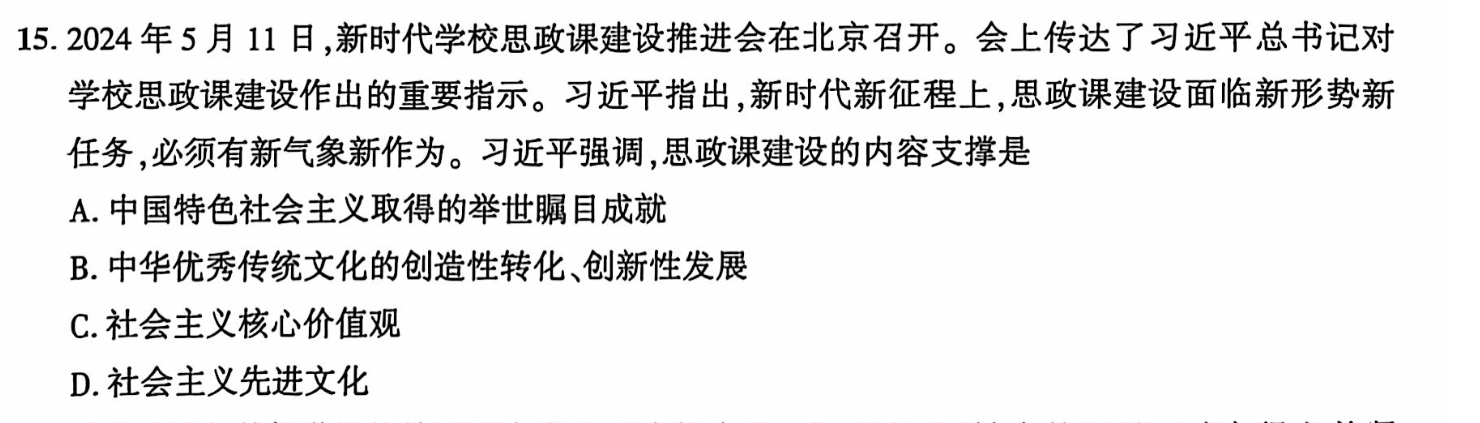 15. 2024 年 5 月 11 日,新时代学校思政课建设推进会在北京召开。会上传达了习近平总书记对
学校思政课建设作出的重要指示。习近平指出,新时代新征程上,思政课建设面临新形势新
任务,必须有新气象新作为。习近平强调,思政课建设的内容支撑是
A. 中国特色社会主义取得的举世瞩目成就
B. 中华优秀传统文化的创造性转化、创新性发展
C. 社会主义核心价值观
D. 社会主义先进文化